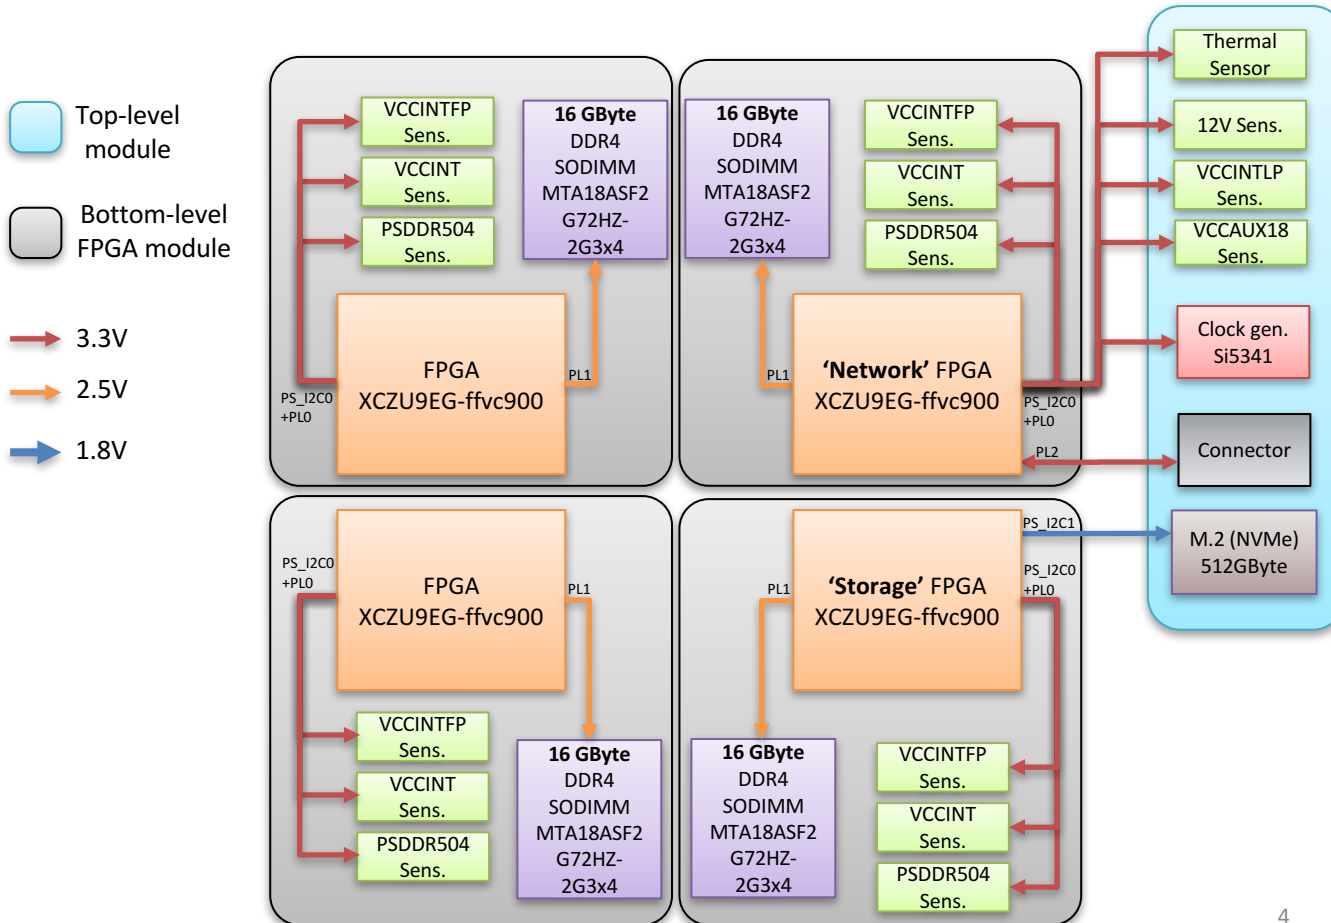 Top-level
module
Bottom-level
FPGA module
3.3V
2.5V
1.8V
VCCINTFP
Sens.
VCCINT
Sens.
PSDDR504
Sens.
16 GByte
DDR4
SODIMM
MTA18ASF2
G72HZ-
2G3x4
FPGA
XCZU9EG-ffvc900
PS_I2C0
+PL0
PL1
16 GByte
DDR4
SODIMM
MTA18ASF2
G72HZ-
2G3x4
VCCINTFP
Sens.
VCCINT
Sens.
PSDDR504
Sens.
PL1
'Network' FPGA
XCZU9EG-ffvc900
PS_I2C0
+PL0
PL2
Thermal
Sensor
12V Sens.
VCCINTLP
Sens.
VCCAUX18
Sens.
Clock gen.
Si5341
Connector
M.2 (NVMe)
512GByte
PS_I2C0
+PL0
FPGA
XCZU9EG-ffvc900
PL1
VCCINTFP
Sens.
VCCINT
Sens.
PSDDR504
Sens.
16 GByte
DDR4
SODIMM
MTA18ASF2
G72HZ-
2G3x4
PL1
'Storage' FPGA
XCZU9EG-ffvc900
PS_I2C1
PS_I2C0
+PL0
16 GByte
DDR4
SODIMM
MTA18ASF2
G72HZ-
2G3x4
VCCINTFP
Sens.
VCCINT
Sens.
PSDDR504
Sens.
4